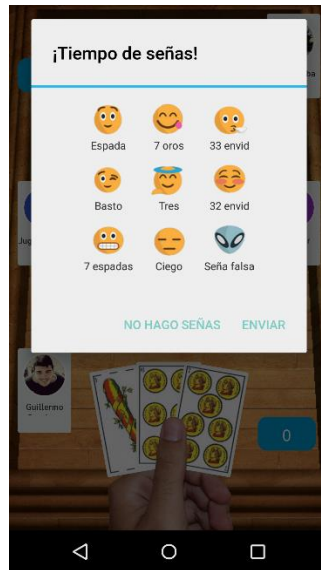 ¡Tiempo de señas!
Espada 7 oros 33 envid
Basto Tres 32 envid
7 espadas Ciego Seña falsa
NO HAGO SEÑAS ENVIAR
Guillermo
0